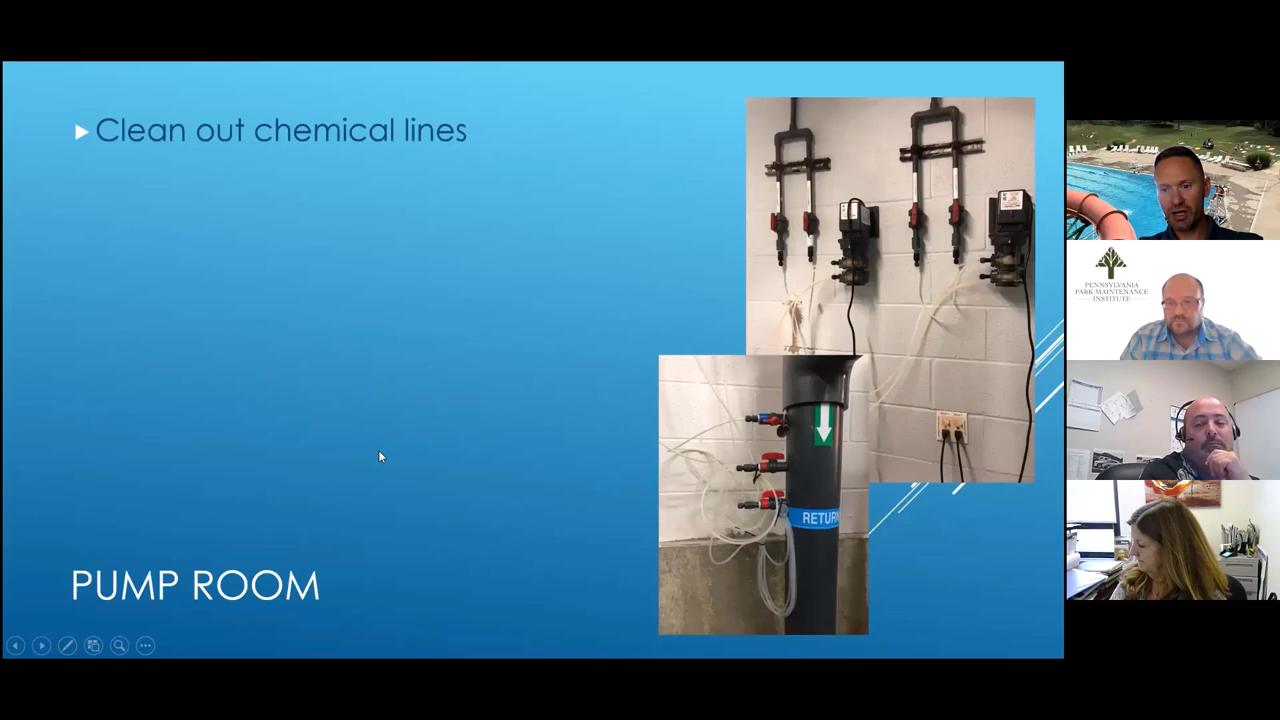 Clean out chemical lines
RETURN
PUMP ROOM
PENNSYLVANIA
PARK MAINTENANCE
INSTITUTE